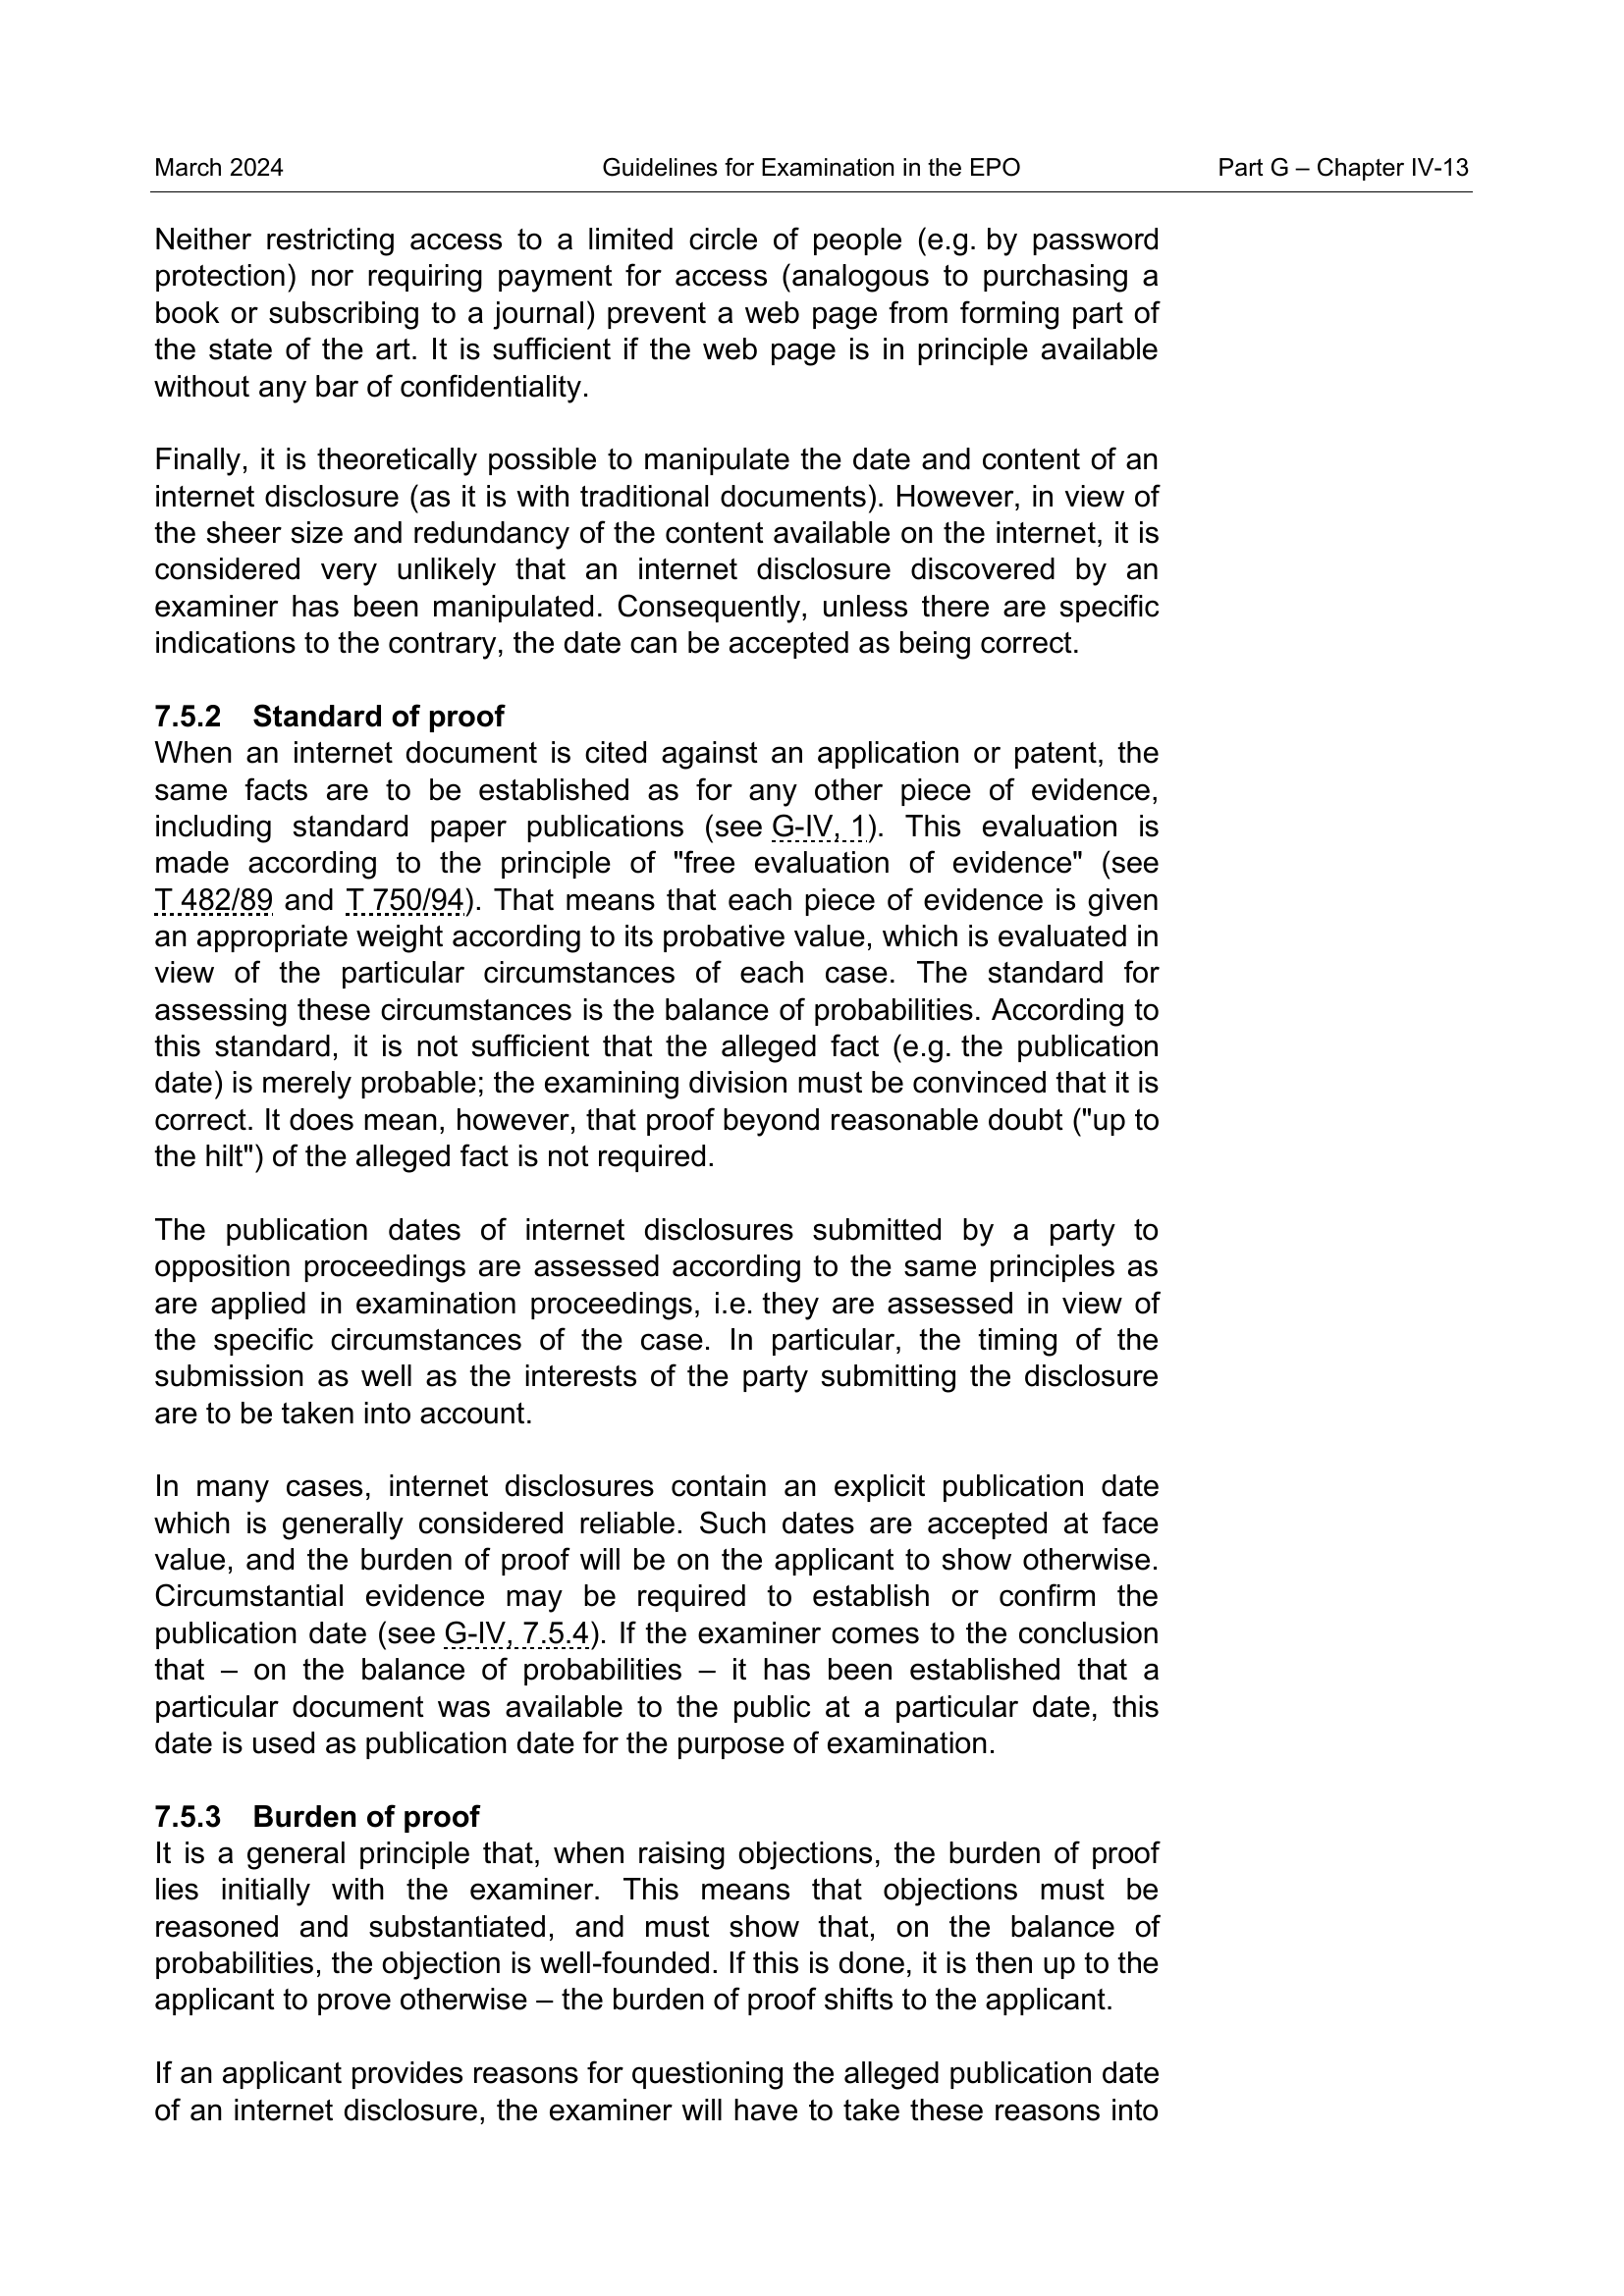 March 2024 Guidelines for Examination in the EPO Part G – Chapter IV-13
Neither restricting access to a limited circle of people (e.g. by password
protection) nor requiring payment for access (analogous to purchasing a
book or subscribing to a journal) prevent a web page from forming part of
the state of the art. It is sufficient if the web page is in principle available
without any bar of confidentiality.
Finally, it is theoretically possible to manipulate the date and content of an
internet disclosure (as it is with traditional documents). However, in view of
the sheer size and redundancy of the content available on the internet, it is
considered very unlikely that an internet disclosure discovered by an
examiner has been manipulated. Consequently, unless there are specific
indications to the contrary, the date can be accepted as being correct.
7.5.2 Standard of proof
When an internet document is cited against an application or patent, the
same facts are to be established as for any other piece of evidence,
including standard paper publications (see G-IV, 1). This evaluation is
made according to the principle of "free evaluation of evidence" (see
T 482/89 and T 750/94). That means that each piece of evidence is given
an appropriate weight according to its probative value, which is evaluated in
view of the particular circumstances of each case. The standard for
assessing these circumstances is the balance of probabilities. According to
this standard, it is not sufficient that the alleged fact (e.g. the publication
date) is merely probable; the examining division must be convinced that it is
correct. It does mean, however, that proof beyond reasonable doubt ("up to
the hilt") of the alleged fact is not required.
The publication dates of internet disclosures submitted by a party to
opposition proceedings are assessed according to the same principles as
are applied in examination proceedings, i.e. they are assessed in view of
the specific circumstances of the case. In particular, the timing of the
submission as well as the interests of the party submitting the disclosure
are to be taken into account.
In many cases, internet disclosures contain an explicit publication date
which is generally considered reliable. Such dates are accepted at face
value, and the burden of proof will be on the applicant to show otherwise.
Circumstantial evidence may be required to establish or confirm the
publication date (see G-IV, 7.5.4). If the examiner comes to the conclusion
that – on the balance of probabilities – it has been established that a
particular document was available to the public at a particular date, this
date is used as publication date for the purpose of examination.
7.5.3 Burden of proof
It is a general principle that, when raising objections, the burden of proof
lies initially with the examiner. This means that objections must be
reasoned and substantiated, and must show that, on the balance of
probabilities, the objection is well-founded. If this is done, it is then up to the
applicant to prove otherwise – the burden of proof shifts to the applicant.
If an applicant provides reasons for questioning the alleged publication date
of an internet disclosure, the examiner will have to take these reasons into